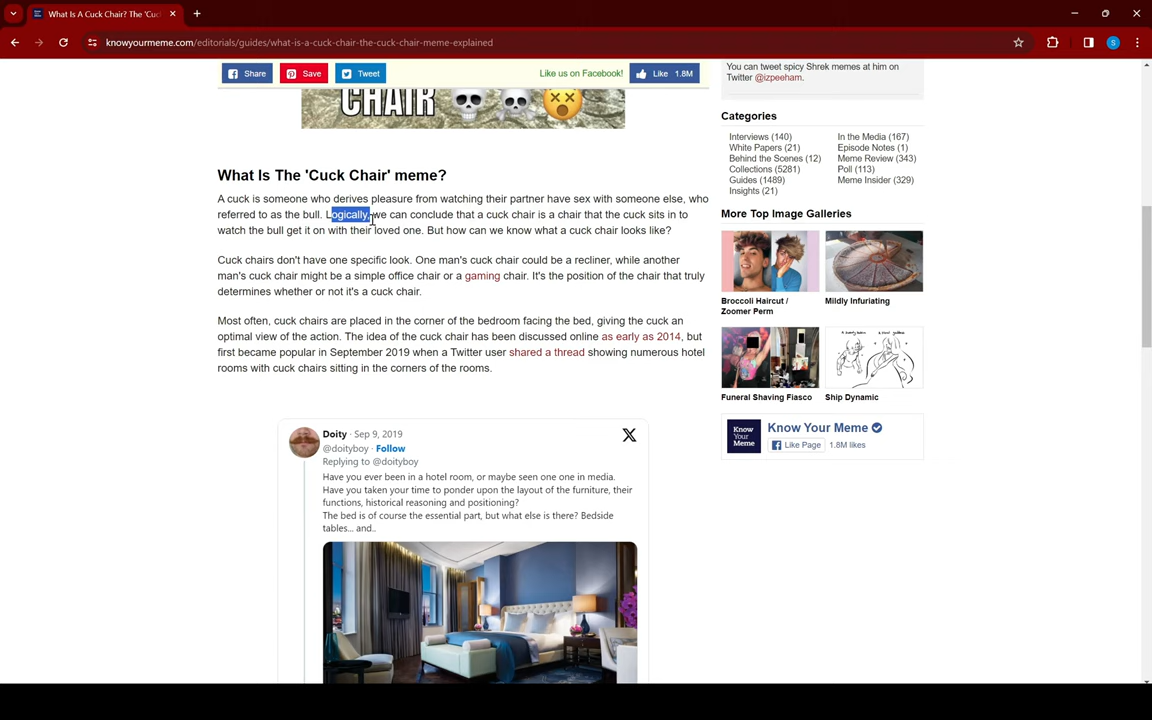 What Is A Cuck Chair? The 'Cuc
knowyourmeme.com/editorials/guides/what-is-a-cuck-chair-the-cuck-chair-meme-explained
S
Share
Save
Tweet
Like us on Facebook!
Like 1.8M
CHAIR
What Is The 'Cuck Chair' meme?
A cuck is someone who derives pleasure from watching their partner have sex with someone else, who
referred to as the bull. Logically, we can conclude that a cuck chair is a chair that the cuck sits in to
watch the bull get it on with their loved one. But how can we know what a cuck chair looks like?
Cuck chairs don't have one specific look. One man's cuck chair could be a recliner, while another
man's cuck chair might be a simple office chair or a gaming chair. It's the position of the chair that truly
determines whether or not it's a cuck chair.
Most often, cuck chairs are placed in the corner of the bedroom facing the bed, giving the cuck an
optimal view of the action. The idea of the cuck chair has been discussed online as early as 2014, but
first became popular in September 2019 when a Twitter user shared a thread showing numerous hotel
rooms with cuck chairs sitting in the corners of the rooms.
Doity · Sep 9, 2019
@doityboy · Follow
Replying to @doityboy
Have you ever been in a hotel room, or maybe seen one one in media.
Have you taken your time to ponder upon the layout of the furniture, their
functions, historical reasoning and positioning?
The bed is of course the essential part, but what else is there? Bedside
tables... and..
You can tweet spicy Shrek memes at him on
Twitter @izpeeham.
Categories
Interviews (140)
White Papers (21)
Behind the Scenes (12)
Collections (5281)
Guides (1489)
Insights (21)
In the Media (167)
Episode Notes (1)
Meme Review (343)
Poll (113)
Meme Insider (329)
More Top Image Galleries
Broccoli Haircut /
Zoomer Perm
Mildly Infuriating
Funeral Shaving Fiasco
Ship Dynamic
Know
Your
Meme
Know Your Meme
Like Page
1.8M likes